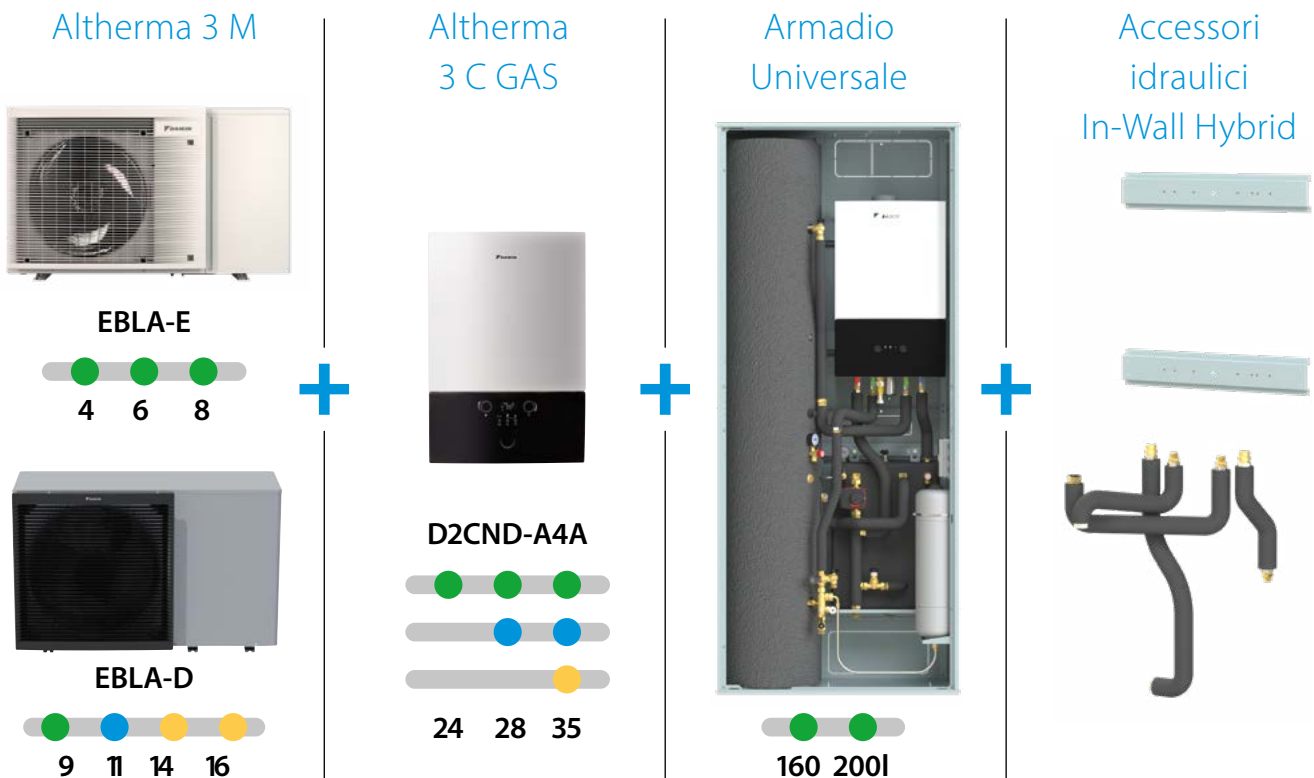 Altherma 3 M
EBLA-E
4 6 8
EBLA-D
9 11 14 16
Altherma
3 C GAS
DAIKIN
D2CND-A4A
24 28 35
Armadio
Universale
160 200l
Accessori
idraulici
In-Wall Hybrid